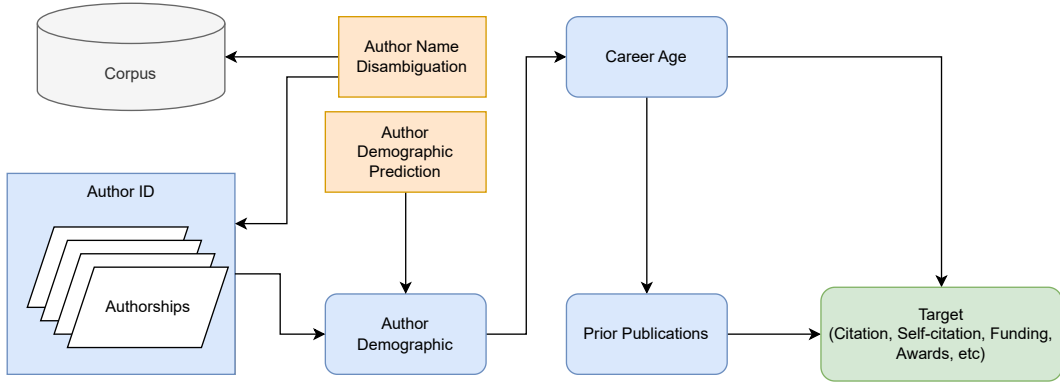 Corpus
Author Name
Disambiguation
Career Age
Author
Demographic
Prediction
Author ID
Authorships
Author
Demographic
Prior Publications
Target
(Citation, Self-citation, Funding,
Awards, etc)